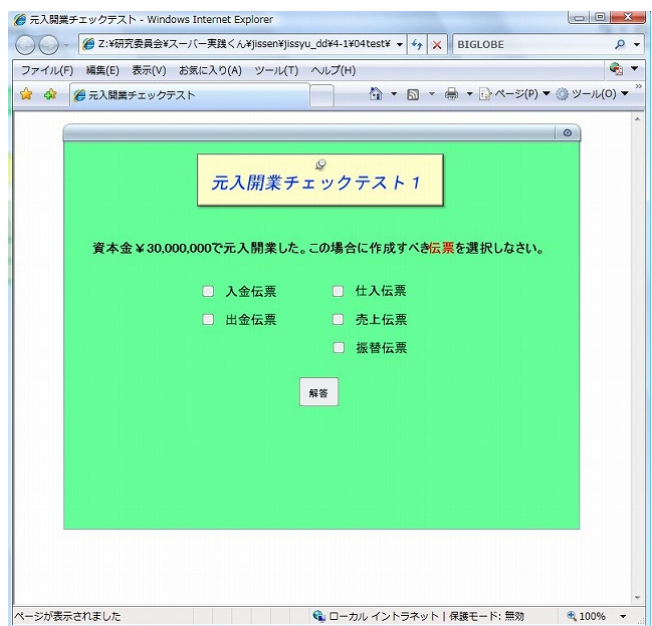 元入開業チェックテスト - Windows Internet Explorer
Z:¥研究委員会¥スーパー実践くん¥jissen¥jissyu_dd¥4-1¥04test¥
BIGLOBE
ファイル(F) 編集(E) 表示(V) お気に入り(A) ツール(T) ヘルプ(H)
元入開業チェックテスト
ページ(P) ツール(O) »
元入開業チェックテスト1
資本金¥30,000,000で元入開業した。この場合に作成すべき伝票を選択しなさい。
入金伝票 仕入伝票
出金伝票 売上伝票
振替伝票
解答
ページが表示されました ローカル イントラネット | 保護モード: 無効 100%